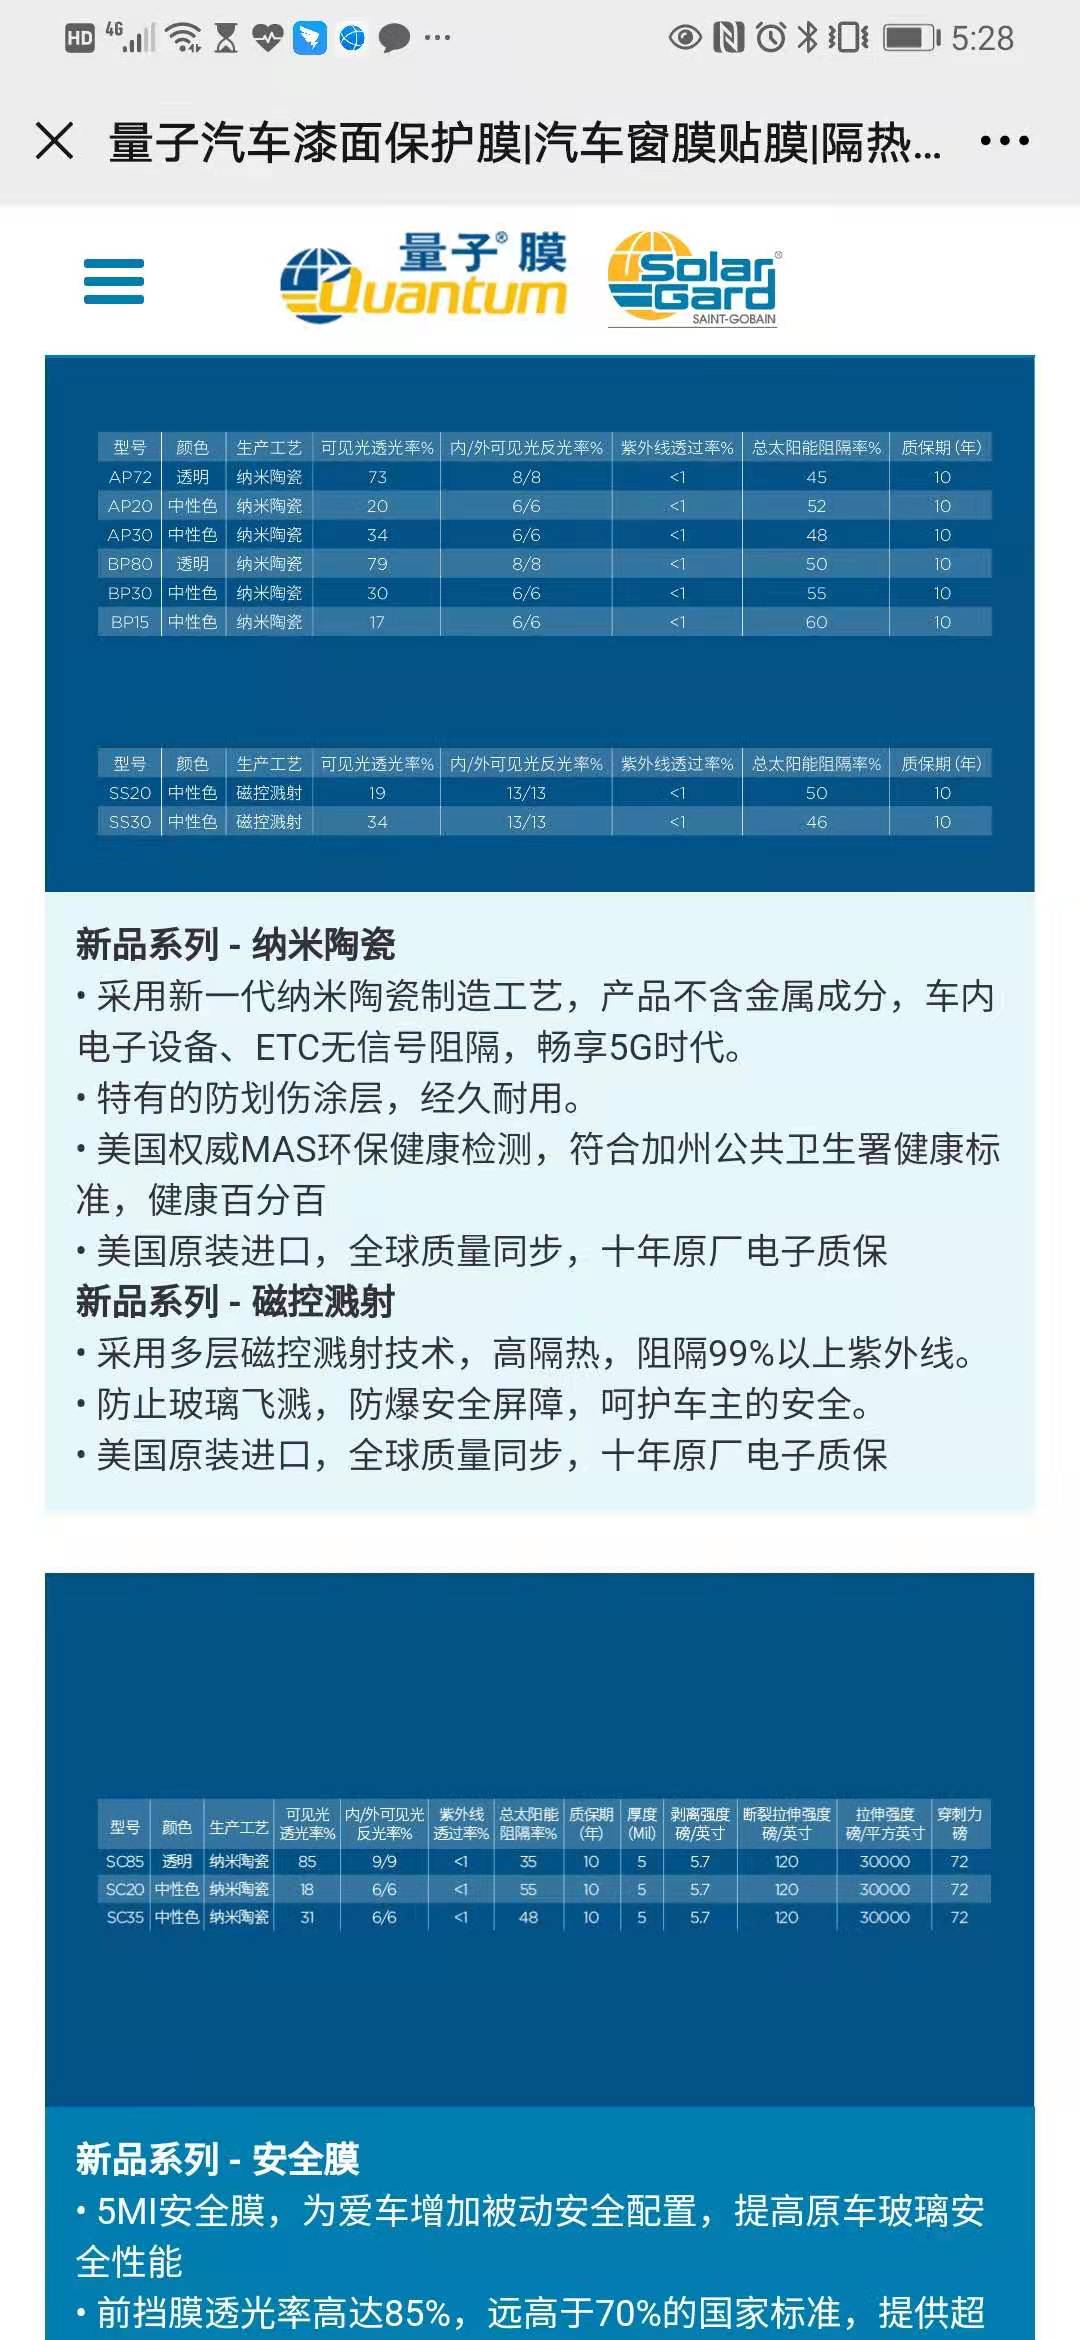 HD 4G 5:28
量子汽车漆面保护膜|汽车窗膜贴膜|隔热...
量子®膜
Quantum
Solar®
Gard
SAINT-GOBAIN
型号 颜色 生产工艺 可见光透光率% 内/外可见光反光率% 紫外线透过率% 总太阳能阻隔率% 质保期(年)
AP72 透明 纳米陶瓷 73 8/8 <1 45 10
AP20 中性色 纳米陶瓷 20 6/6 <1 52 10
AP30 中性色 纳米陶瓷 34 6/6 <1 48 10
BP80 透明 纳米陶瓷 79 8/8 <1 50 10
BP30 中性色 纳米陶瓷 30 6/6 <1 55 10
BP15 中性色 纳米陶瓷 17 6/6 <1 60 10
型号 颜色 生产工艺 可见光透光率% 内/外可见光反光率% 紫外线透过率% 总太阳能阻隔率% 质保期(年)
SS20 中性色 磁控溅射 19 13/13 <1 50 10
SS30 中性色 磁控溅射 34 13/13 <1 46 10
新品系列 - 纳米陶瓷
• 采用新一代纳米陶瓷制造工艺，产品不含金属成分，车内
电子设备、ETC无信号阻隔，畅享5G时代。
• 特有的防划伤涂层，经久耐用。
• 美国权威MAS环保健康检测，符合加州公共卫生署健康标
准，健康百分百
• 美国原装进口，全球质量同步，十年原厂电子质保
新品系列 - 磁控溅射
• 采用多层磁控溅射技术，高隔热，阻隔99%以上紫外线。
• 防止玻璃飞溅，防爆安全屏障，呵护车主的安全。
• 美国原装进口，全球质量同步，十年原厂电子质保
型号 颜色 生产工艺 可见光透光率% 内/外可见光反光率% 紫外线透过率% 总太阳能阻隔率% 质保期(年) 厚度(Mil) 剥离强度磅/英寸 断裂拉伸强度磅/英寸 拉伸强度磅/平方英寸 穿刺力磅
SC85 透明 纳米陶瓷 85 9/9 <1 35 10 5 5.7 120 30000 72
SC20 中性色 纳米陶瓷 18 6/6 <1 55 10 5 5.7 120 30000 72
SC35 中性色 纳米陶瓷 31 6/6 <1 48 10 5 5.7 120 30000 72
新品系列 - 安全膜
• 5MI安全膜，为爱车增加被动安全配置，提高原车玻璃安
全性能
• 前挡膜透光率高达85%，远高于70%的国家标准，提供超